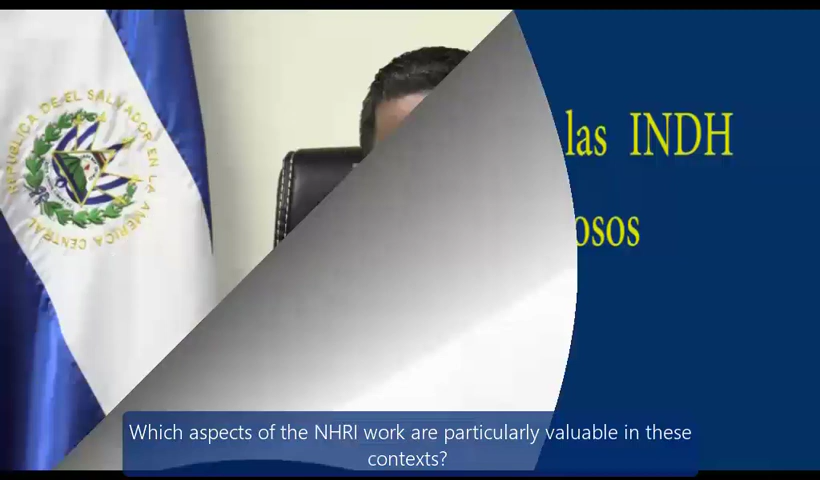 REPUBLICA DE EL SALVADOR EN LA AMERICA CENTRAL
las INDH
osos
Which aspects of the NHRI work are particularly valuable in these
contexts?